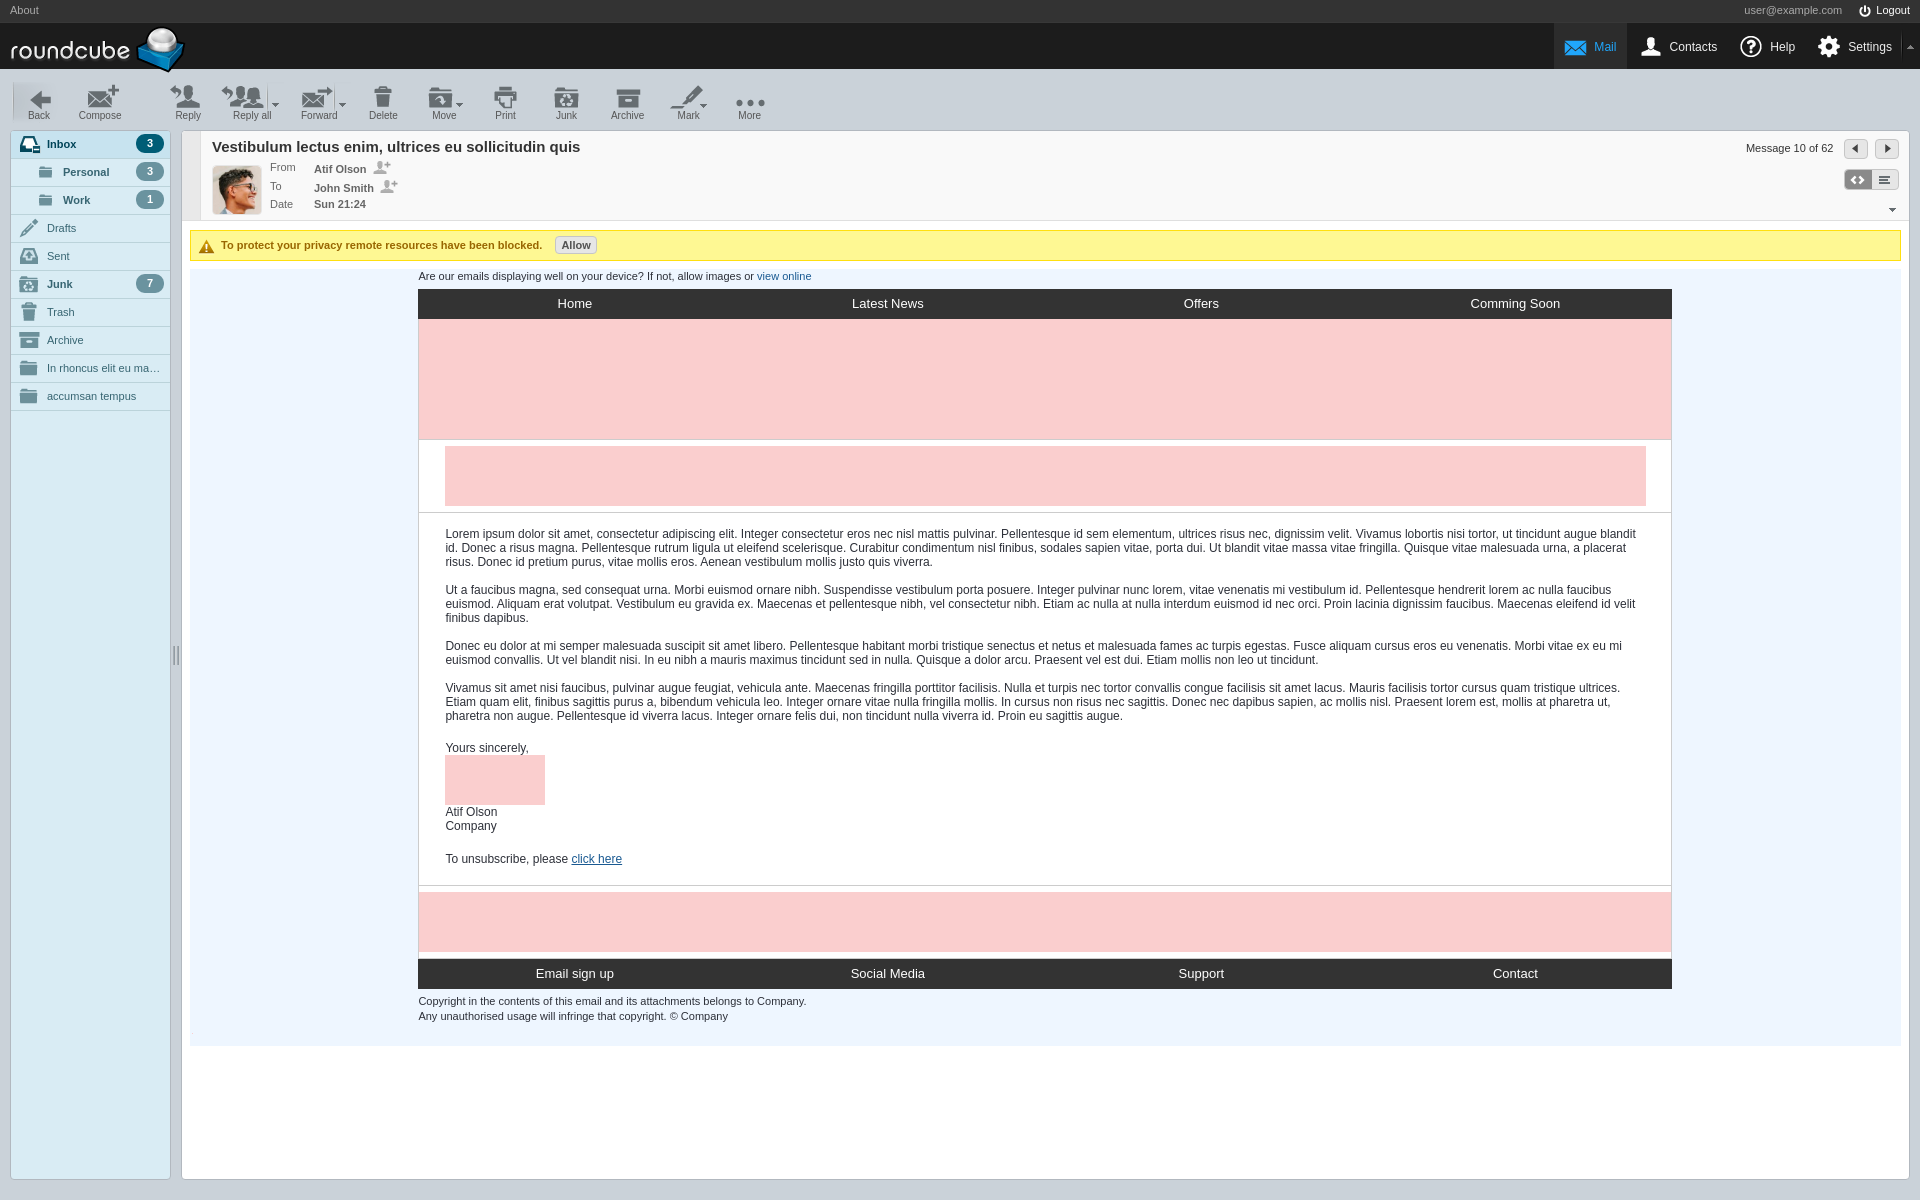 About
user@example.com
Logout
roundcube
Mail
Contacts
Help
Settings
Back
Compose
Reply
Reply all
Forward
Delete
Move
Print
Junk
Archive
Mark
More
Inbox 3
Personal 3
Work 1
Drafts
Sent
Junk 7
Trash
Archive
In rhoncus elit eu ma…
accumsan tempus
Vestibulum lectus enim, ultrices eu sollicitudin quis
Message 10 of 62
From Atif Olson
To John Smith
Date Sun 21:24
To protect your privacy remote resources have been blocked. Allow
Are our emails displaying well on your device? If not, allow images or view online
Home Latest News Offers Comming Soon
Lorem ipsum dolor sit amet, consectetur adipiscing elit. Integer consectetur eros nec nisl mattis pulvinar. Pellentesque id sem elementum, ultrices risus nec, dignissim velit. Vivamus lobortis nisi tortor, ut tincidunt augue blandit
id. Donec a risus magna. Pellentesque rutrum ligula ut eleifend scelerisque. Curabitur condimentum nisl finibus, sodales sapien vitae, porta dui. Ut blandit vitae massa vitae fringilla. Quisque vitae malesuada urna, a placerat
risus. Donec id pretium purus, vitae mollis eros. Aenean vestibulum mollis justo quis viverra.
Ut a faucibus magna, sed consequat urna. Morbi euismod ornare nibh. Suspendisse vestibulum porta posuere. Integer pulvinar nunc lorem, vitae venenatis mi vestibulum id. Pellentesque hendrerit lorem ac nulla faucibus
euismod. Aliquam erat volutpat. Vestibulum eu gravida ex. Maecenas et pellentesque nibh, vel consectetur nibh. Etiam ac nulla at nulla interdum euismod id nec orci. Proin lacinia dignissim faucibus. Maecenas eleifend id velit
finibus dapibus.
Donec eu dolor at mi semper malesuada suscipit sit amet libero. Pellentesque habitant morbi tristique senectus et netus et malesuada fames ac turpis egestas. Fusce aliquam cursus eros eu venenatis. Morbi vitae ex eu mi
euismod convallis. Ut vel blandit nisi. In eu nibh a mauris maximus tincidunt sed in nulla. Quisque a dolor arcu. Praesent vel est dui. Etiam mollis non leo ut tincidunt.
Vivamus sit amet nisi faucibus, pulvinar augue feugiat, vehicula ante. Maecenas fringilla porttitor facilisis. Nulla et turpis nec tortor convallis congue facilisis sit amet lacus. Mauris facilisis tortor cursus quam tristique ultrices.
Etiam quam elit, finibus sagittis purus a, bibendum vehicula leo. Integer ornare vitae nulla fringilla mollis. In cursus non risus nec sagittis. Donec nec dapibus sapien, ac mollis nisl. Praesent lorem est, mollis at pharetra ut,
pharetra non augue. Pellentesque id viverra lacus. Integer ornare felis dui, non tincidunt nulla viverra id. Proin eu sagittis augue.
Yours sincerely,
Atif Olson
Company
To unsubscribe, please click here
Email sign up Social Media Support Contact
Copyright in the contents of this email and its attachments belongs to Company.
Any unauthorised usage will infringe that copyright. © Company